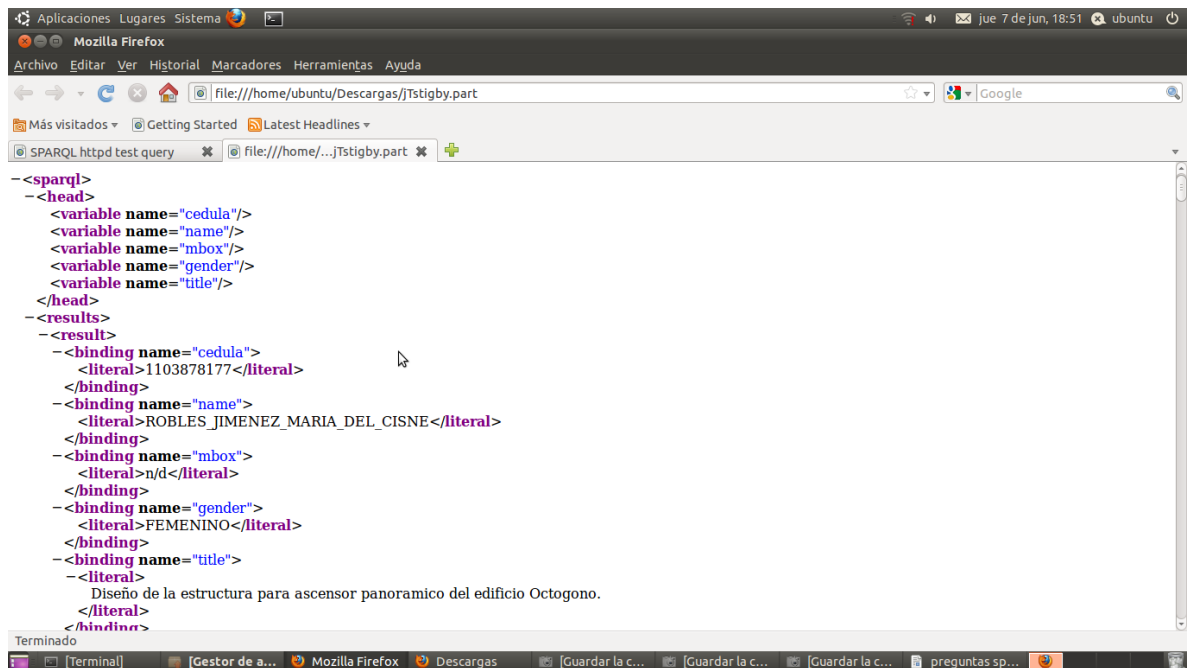 Aplicaciones Lugares Sistema jue 7 de jun, 18:51 ubuntu
Mozilla Firefox
Archivo Editar Ver Historial Marcadores Herramientas Ayuda
file:///home/ubuntu/Descargas/jTstigby.part Google
Más visitados Getting Started Latest Headlines
SPARQL httpd test query file:///home/...jTstigby.part
−<sparql>
−<head>
<variable name="cedula"/>
<variable name="name"/>
<variable name="mbox"/>
<variable name="gender"/>
<variable name="title"/>
</head>
−<results>
−<result>
−<binding name="cedula">
<literal>1103878177</literal>
</binding>
−<binding name="name">
<literal>ROBLES_JIMENEZ_MARIA_DEL_CISNE</literal>
</binding>
−<binding name="mbox">
<literal>n/d</literal>
</binding>
−<binding name="gender">
<literal>FEMENINO</literal>
</binding>
−<binding name="title">
−<literal>
Diseño de la estructura para ascensor panoramico del edificio Octogono.
</literal>
</binding>
Terminado
[Terminal] [Gestor de a... Mozilla Firefox Descargas [Guardar la c... [Guardar la c... [Guardar la c... preguntas sp...